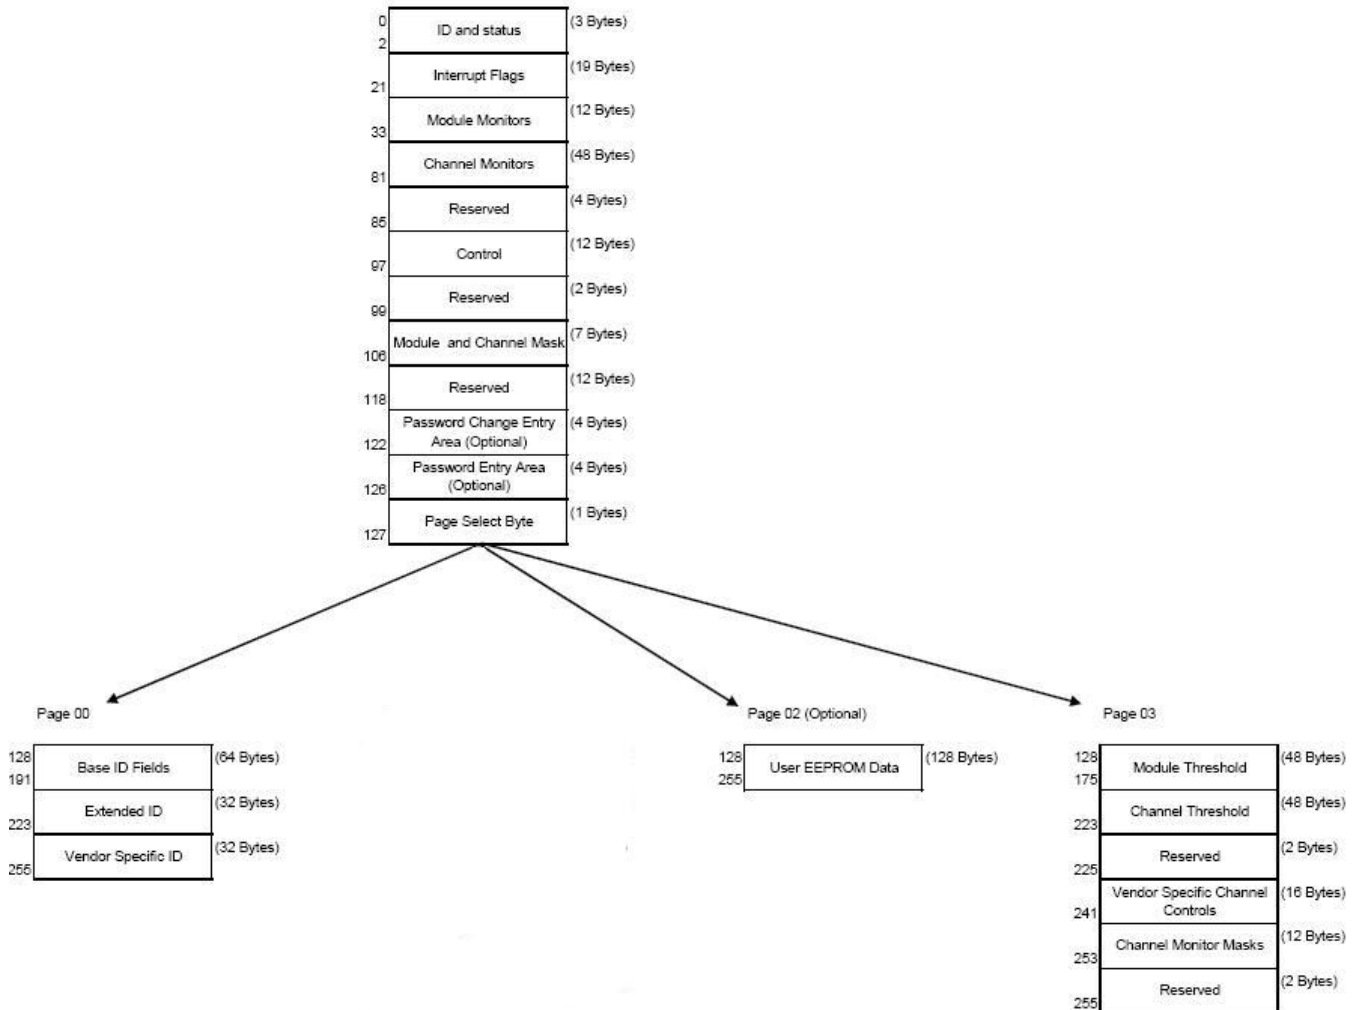 0
ID and status
(3 Bytes)
2
Interrupt Flags
(19 Bytes)
21
Module Monitors
(12 Bytes)
33
Channel Monitors
(48 Bytes)
81
Reserved
(4 Bytes)
85
Control
(12 Bytes)
97
Reserved
(2 Bytes)
99
Module and Channel Mask
(7 Bytes)
106
Reserved
(12 Bytes)
118
Password Change Entry
Area (Optional)
(4 Bytes)
122
Password Entry Area
(Optional)
(4 Bytes)
126
Page Select Byte
(1 Bytes)
127
Page 00
128
Base ID Fields
(64 Bytes)
191
Extended ID
(32 Bytes)
223
Vendor Specific ID
(32 Bytes)
255
Page 02 (Optional)
128
User EEPROM Data
(128 Bytes)
255
Page 03
128
Module Threshold
(48 Bytes)
175
Channel Threshold
(48 Bytes)
223
Reserved
(2 Bytes)
225
Vendor Specific Channel
Controls
(16 Bytes)
241
Channel Monitor Masks
(12 Bytes)
253
Reserved
(2 Bytes)
255